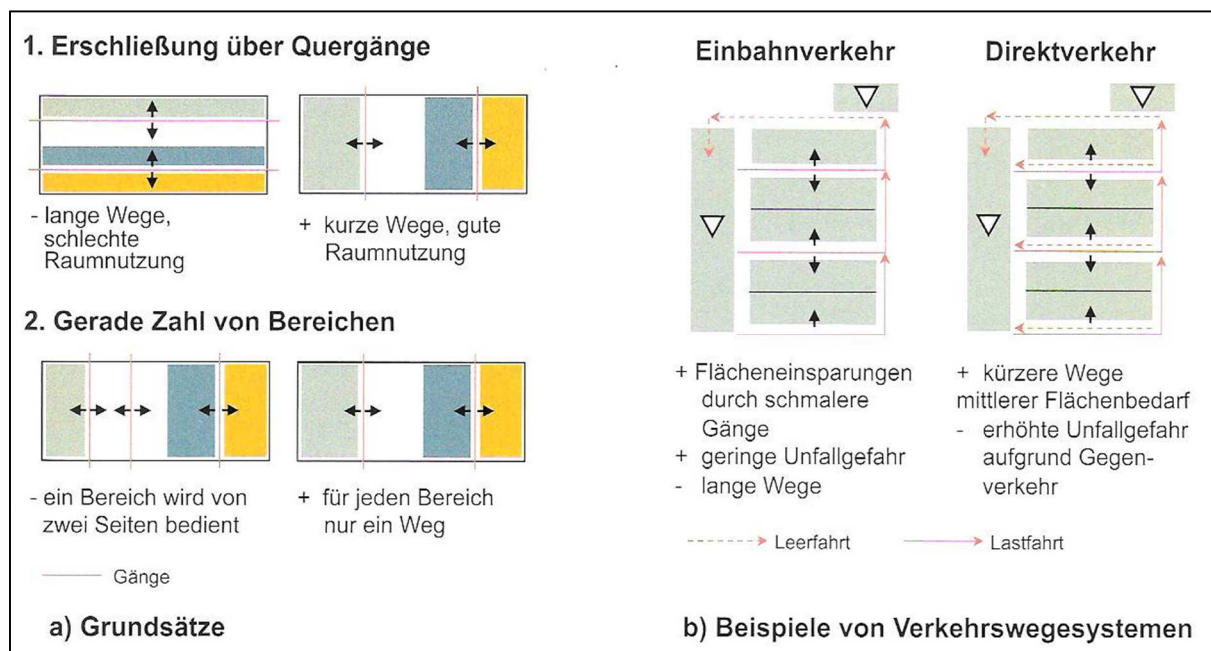 1. Erschließung über Quergänge
- lange Wege,
schlechte
Raumnutzung
+ kurze Wege, gute
Raumnutzung
2. Gerade Zahl von Bereichen
- ein Bereich wird von
zwei Seiten bedient
+ für jeden Bereich
nur ein Weg
Gänge
a) Grundsätze
Einbahnverkehr
Direktverkehr
+ Flächeneinsparungen
durch schmalere
Gänge
+ geringe Unfallgefahr
- lange Wege
+ kürzere Wege
mittlerer Flächenbedarf
- erhöhte Unfallgefahr
aufgrund Gegen-
verkehr
Leerfahrt
Lastfahrt
b) Beispiele von Verkehrswegesystemen